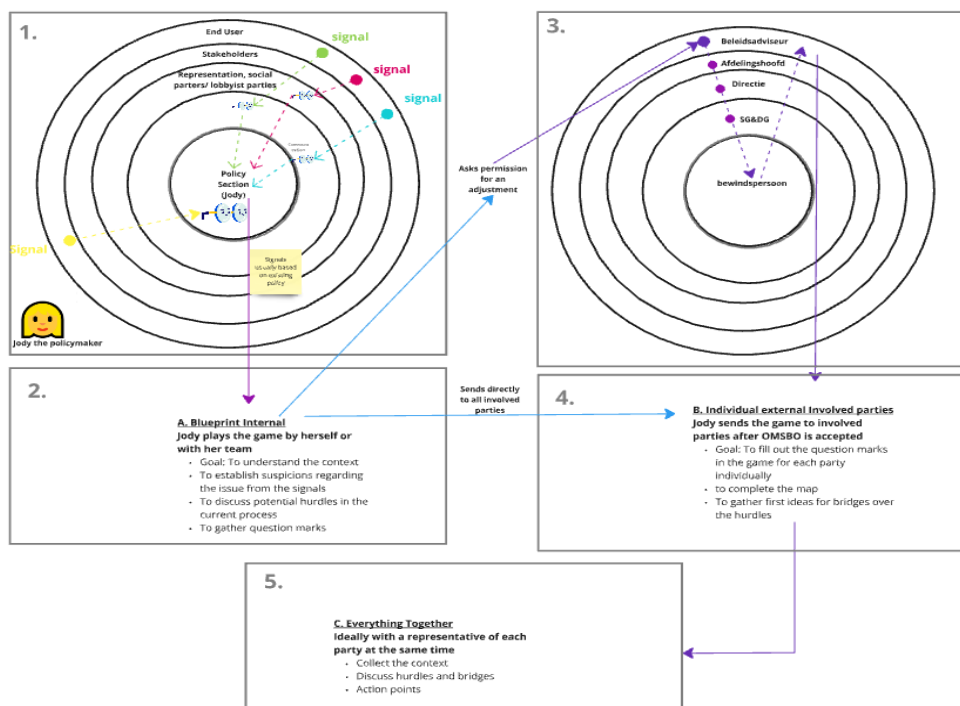 1.
End User
signal
Stakeholders
signal
Representation, social
parters/ lobbyist parties
signal
Policy
Section
(Jody)
Signal
Signals
usually based
on existing
policy
Jody the policymaker
2.
A. Blueprint Internal
Jody plays the game by herself or
with her team
• Goal: To understand the context
• To establish suspicions regarding
the issue from the signals
• To discuss potential hurdles in the
current process
• To gather question marks
Asks permission
for an
adjustment
Sends directly
to all involved
parties
3.
Beleidsadviseur
Afdelingshoofd
Directie
SG&DG
bewindspersoon
4.
B. Individual external Involved parties
Jody sends the game to involved
parties after OMSBO is accepted
• Goal: To fill out the question marks
in the game for each party
individually
• to complete the map
• To gather first ideas for bridges over
the hurdles
5.
C. Everything Together
Ideally with a representative of each
party at the same time
• Collect the context
• Discuss hurdles and bridges
• Action points